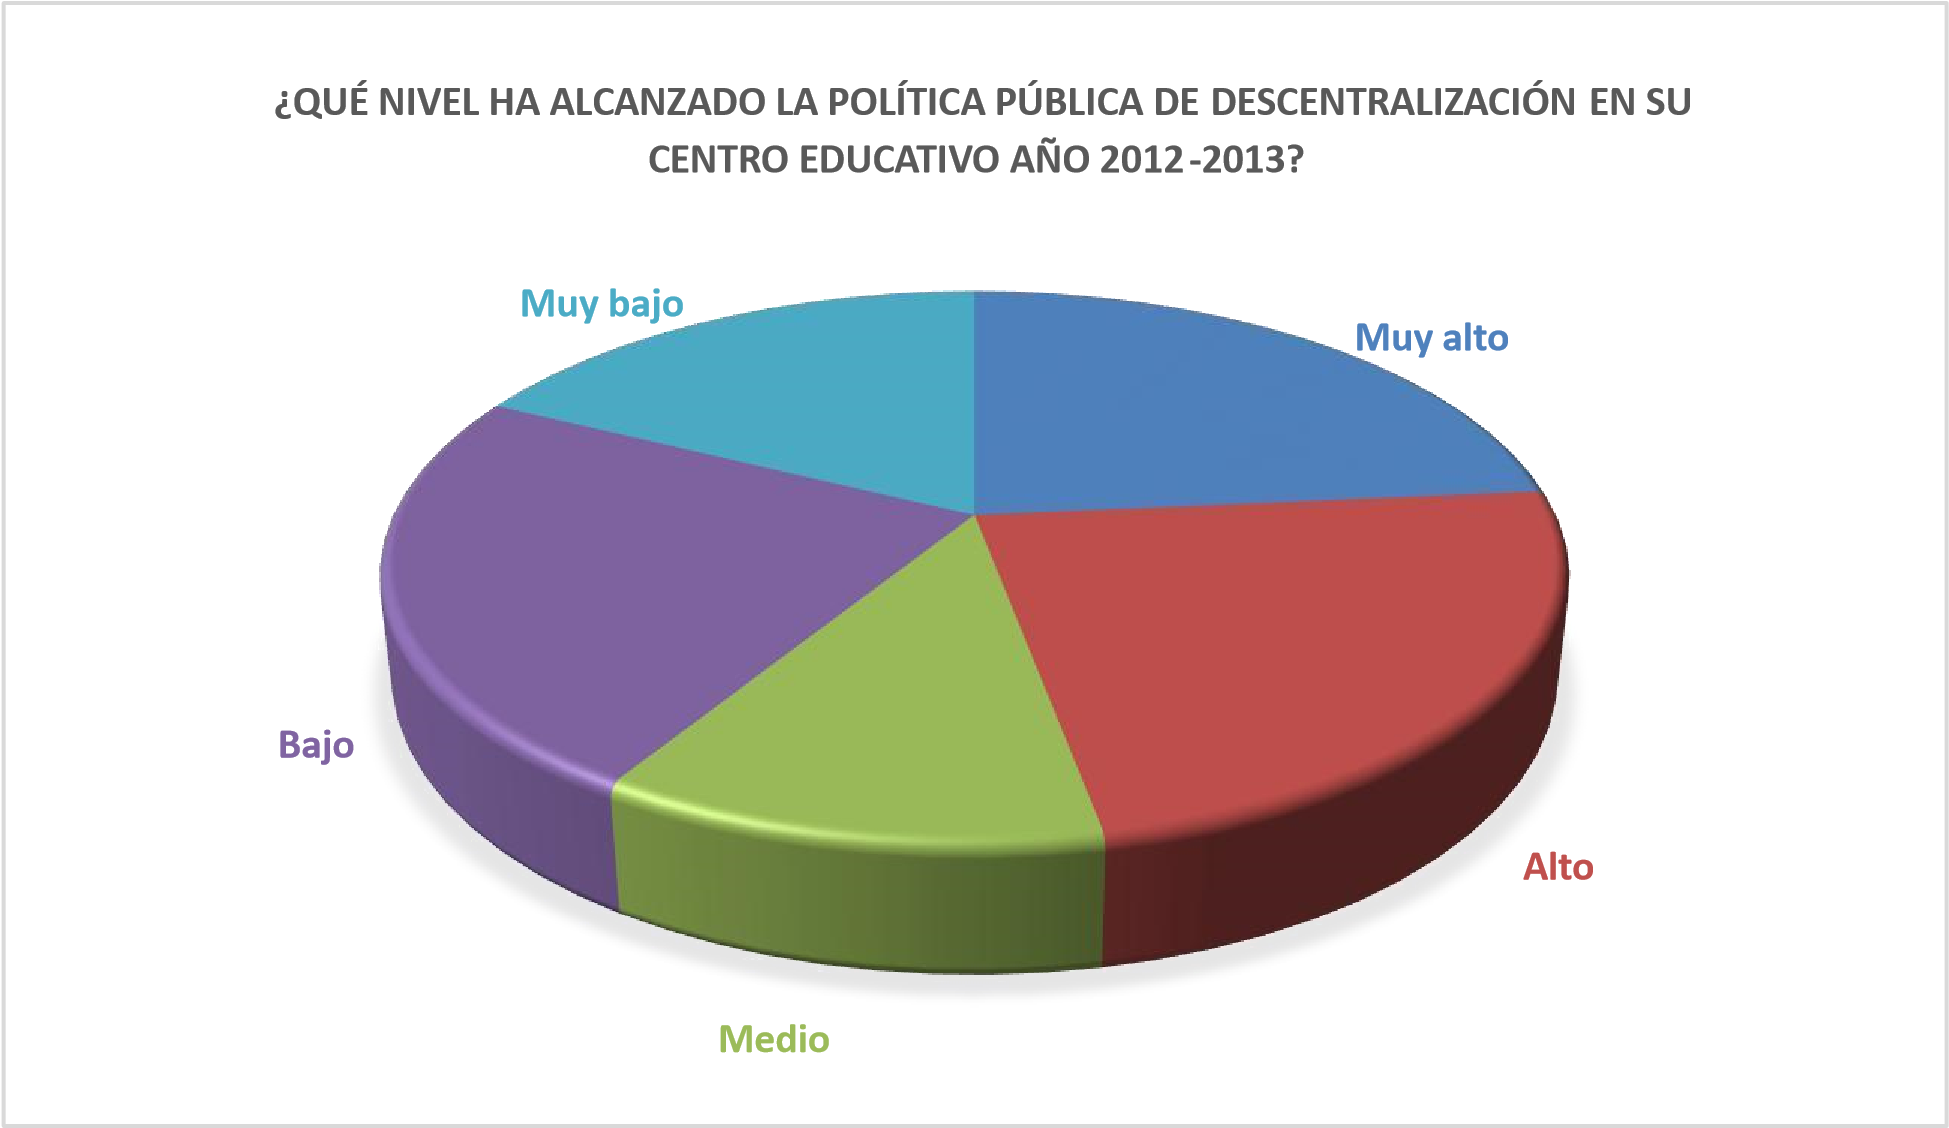 ¿QUÉ NIVEL HA ALCANZADO LA POLÍTICA PÚBLICA DE DESCENTRALIZACIÓN EN SU
CENTRO EDUCATIVO AÑO 2012-2013?
Muy bajo
Muy alto
Bajo
Alto
Medio